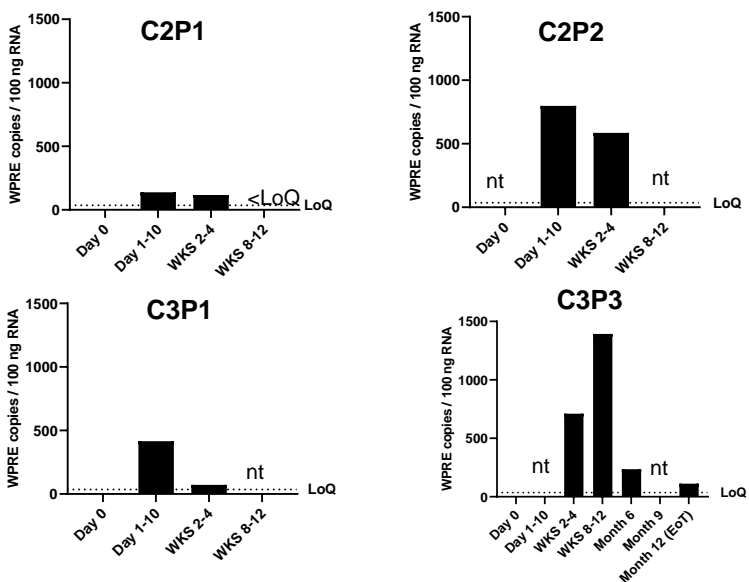 C2P1
WPRE copies / 100 ng RNA
1500
1000
500
0
<LoQ
LoQ
Day 0
Day 1-10
WKS 2-4
WKS 8-12
C2P2
WPRE copies / 100 ng RNA
1500
1000
500
0
nt
nt
LoQ
Day 0
Day 1-10
WKS 2-4
WKS 8-12
C3P1
WPRE copies / 100 ng RNA
1500
1000
500
0
nt
LoQ
Day 0
Day 1-10
WKS 2-4
WKS 8-12
C3P3
WPRE copies / 100 ng RNA
1500
1000
500
0
nt
nt
LoQ
Day 0
Day 1-10
WKS 2-4
WKS 8-12
Month 6
Month 9
Month 12 (EoT)